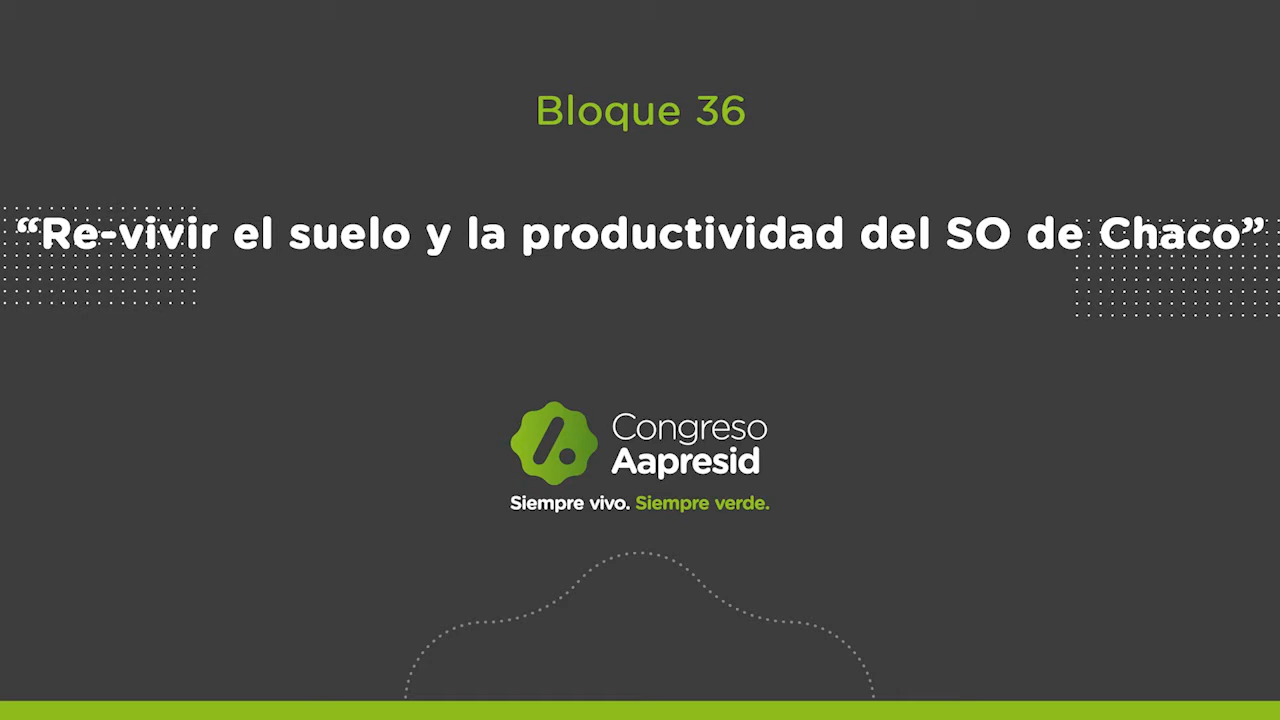 Bloque 36
“Re-vivir el suelo y la productividad del SO de Chaco”
Congreso
Aapresid
Siempre vivo. Siempre verde.